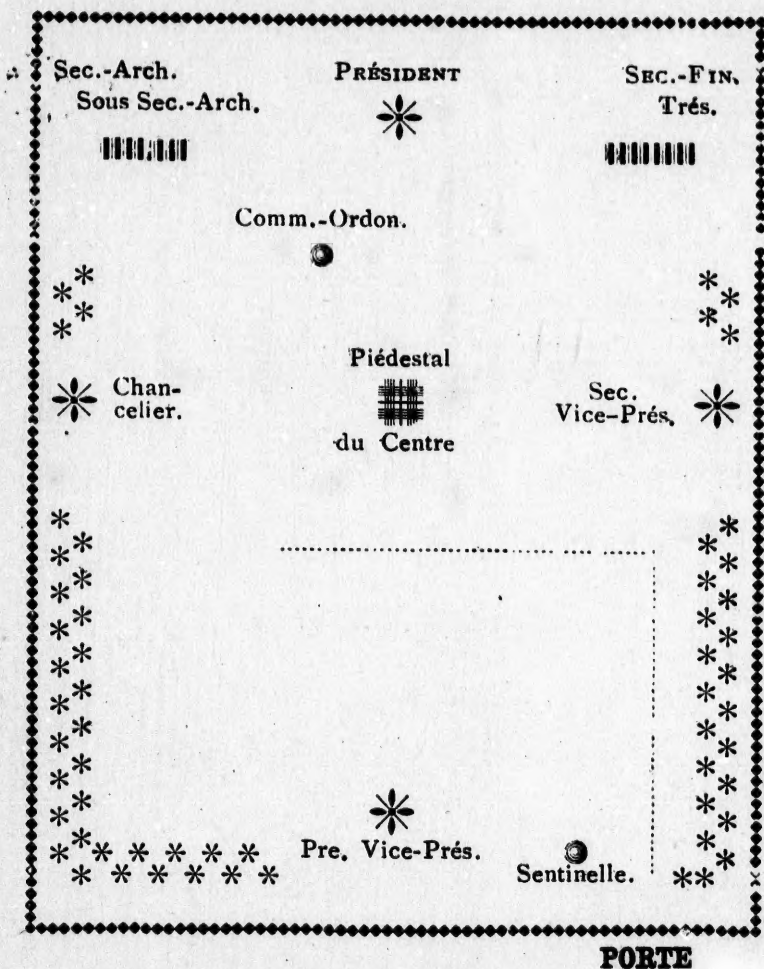 Sec.-Arch.
Sous Sec.-Arch.
PRÉSIDENT
SEC.-FIN.
Trés.
Comm.-Ordon.
Chan-
celier.
Piédestal
du Centre
Sec.
Vice-Prés.
Pre. Vice-Prés.
Sentinelle.
PORTE